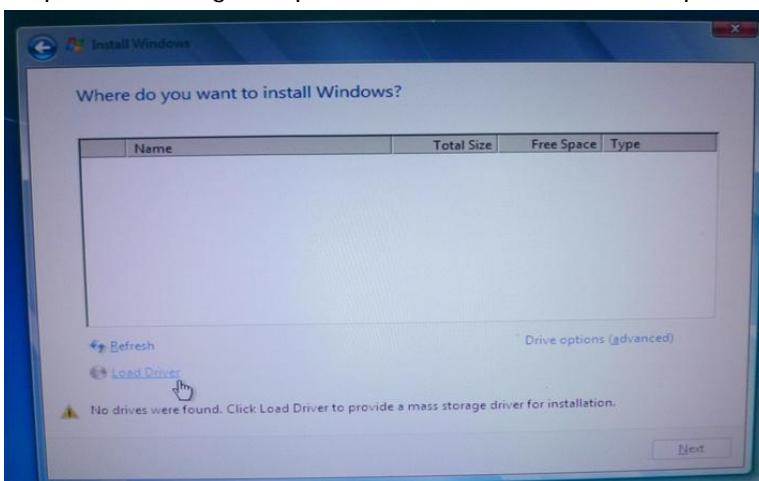 Install Windows
Where do you want to install Windows?
Name Total Size Free Space Type
Refresh Drive options (advanced)
Load Driver
No drives were found. Click Load Driver to provide a mass storage driver for installation.
Next